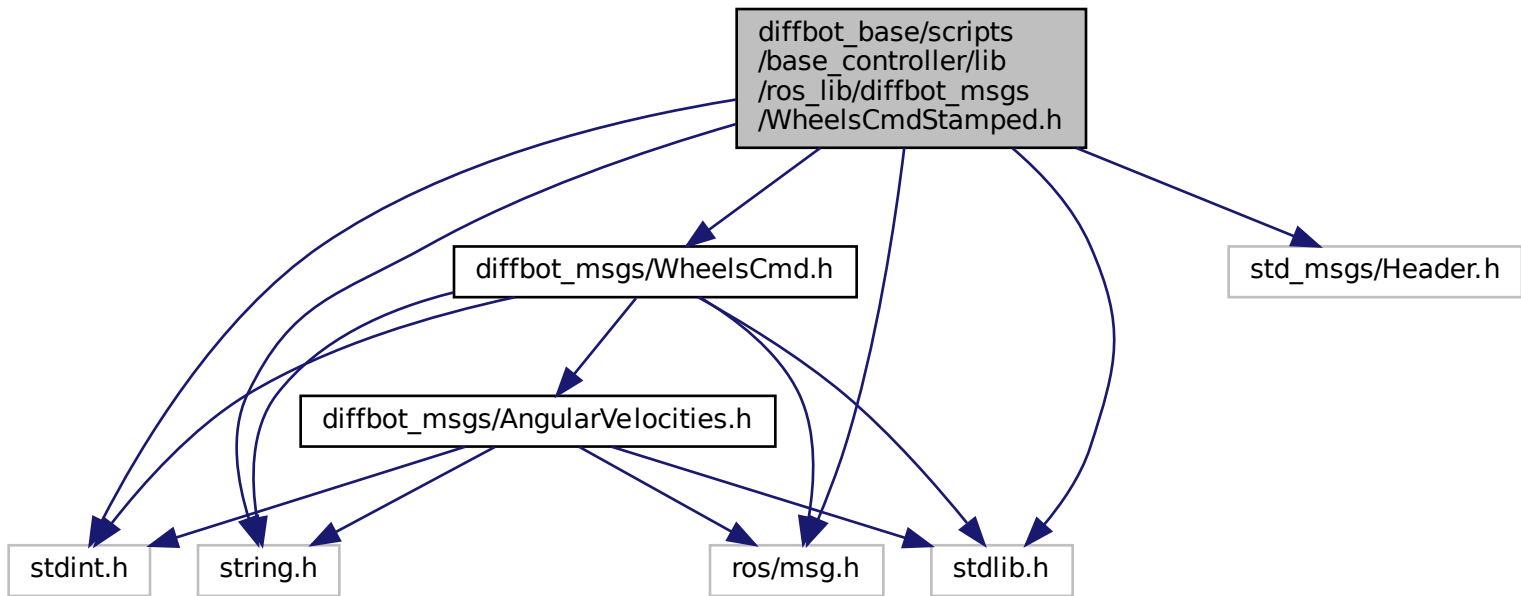 diffbot_base/scripts
/base_controller/lib
/ros_lib/diffbot_msgs
/WheelsCmdStamped.h
diffbot_msgs/WheelsCmd.h
std_msgs/Header.h
diffbot_msgs/AngularVelocities.h
stdint.h
string.h
ros/msg.h
stdlib.h